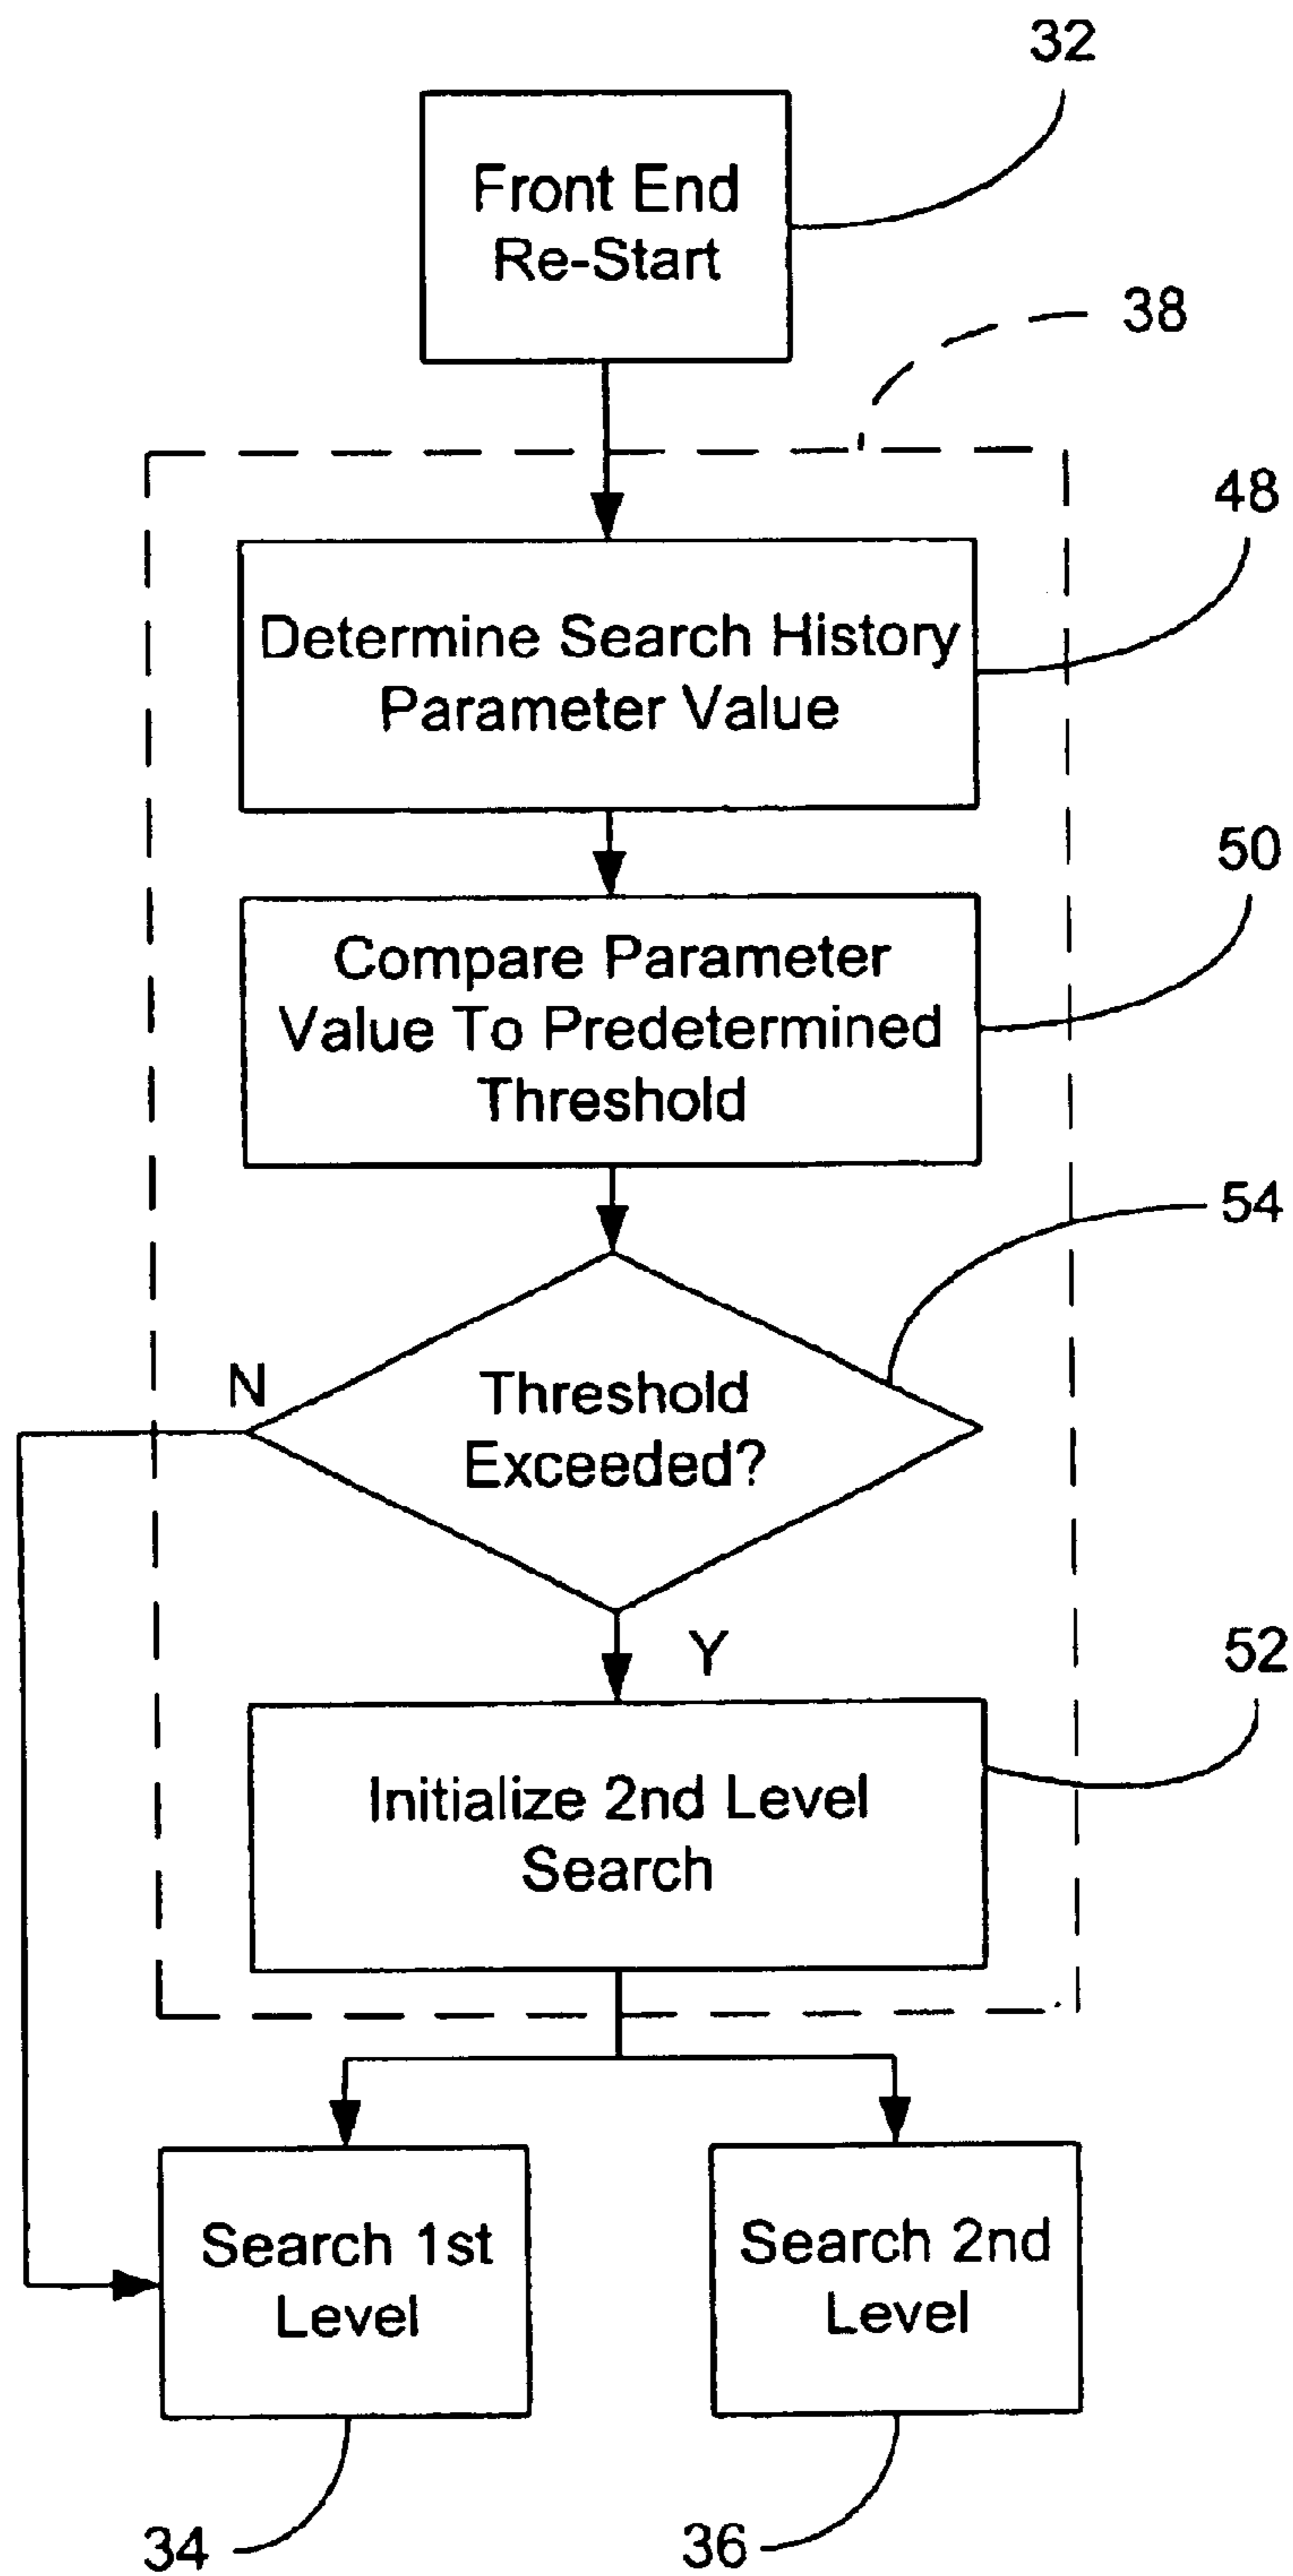 32
Front End
Re-Start
38
48
Determine Search History
Parameter Value
50
Compare Parameter
Value To Predetermined
Threshold
54
N
Threshold
Exceeded?
Y
52
Initialize 2nd Level
Search
Search 1st
Level
Search 2nd
Level
34
36